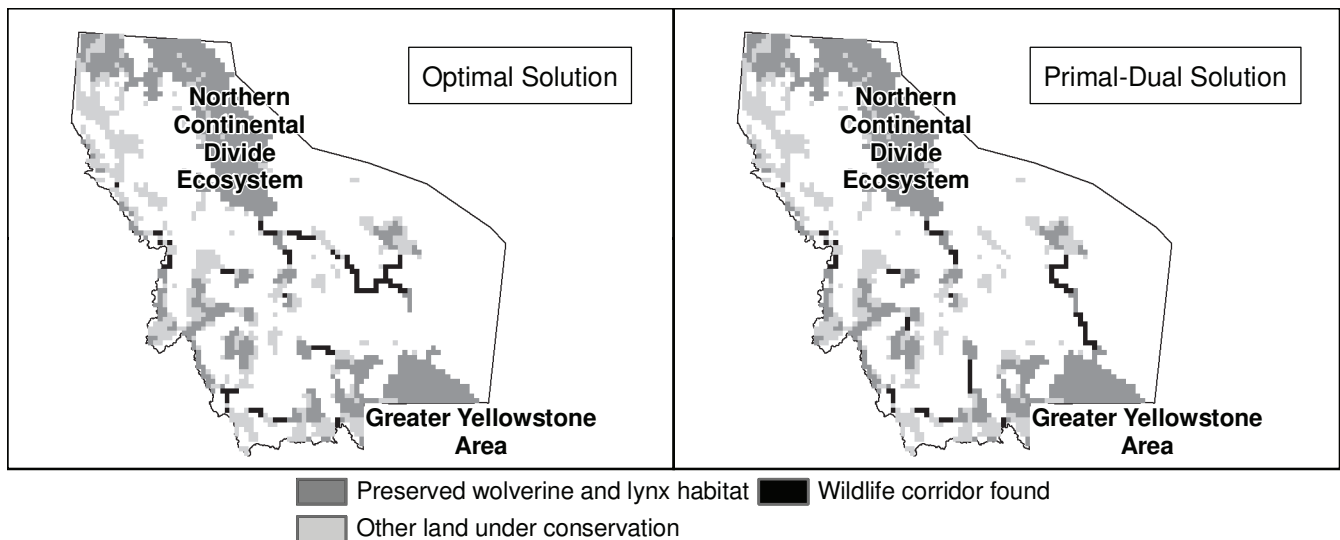 Optimal Solution
Northern
Continental
Divide
Ecosystem
Greater Yellowstone
Area
Primal-Dual Solution
Northern
Continental
Divide
Ecosystem
Greater Yellowstone
Area
Preserved wolverine and lynx habitat
Wildlife corridor found
Other land under conservation